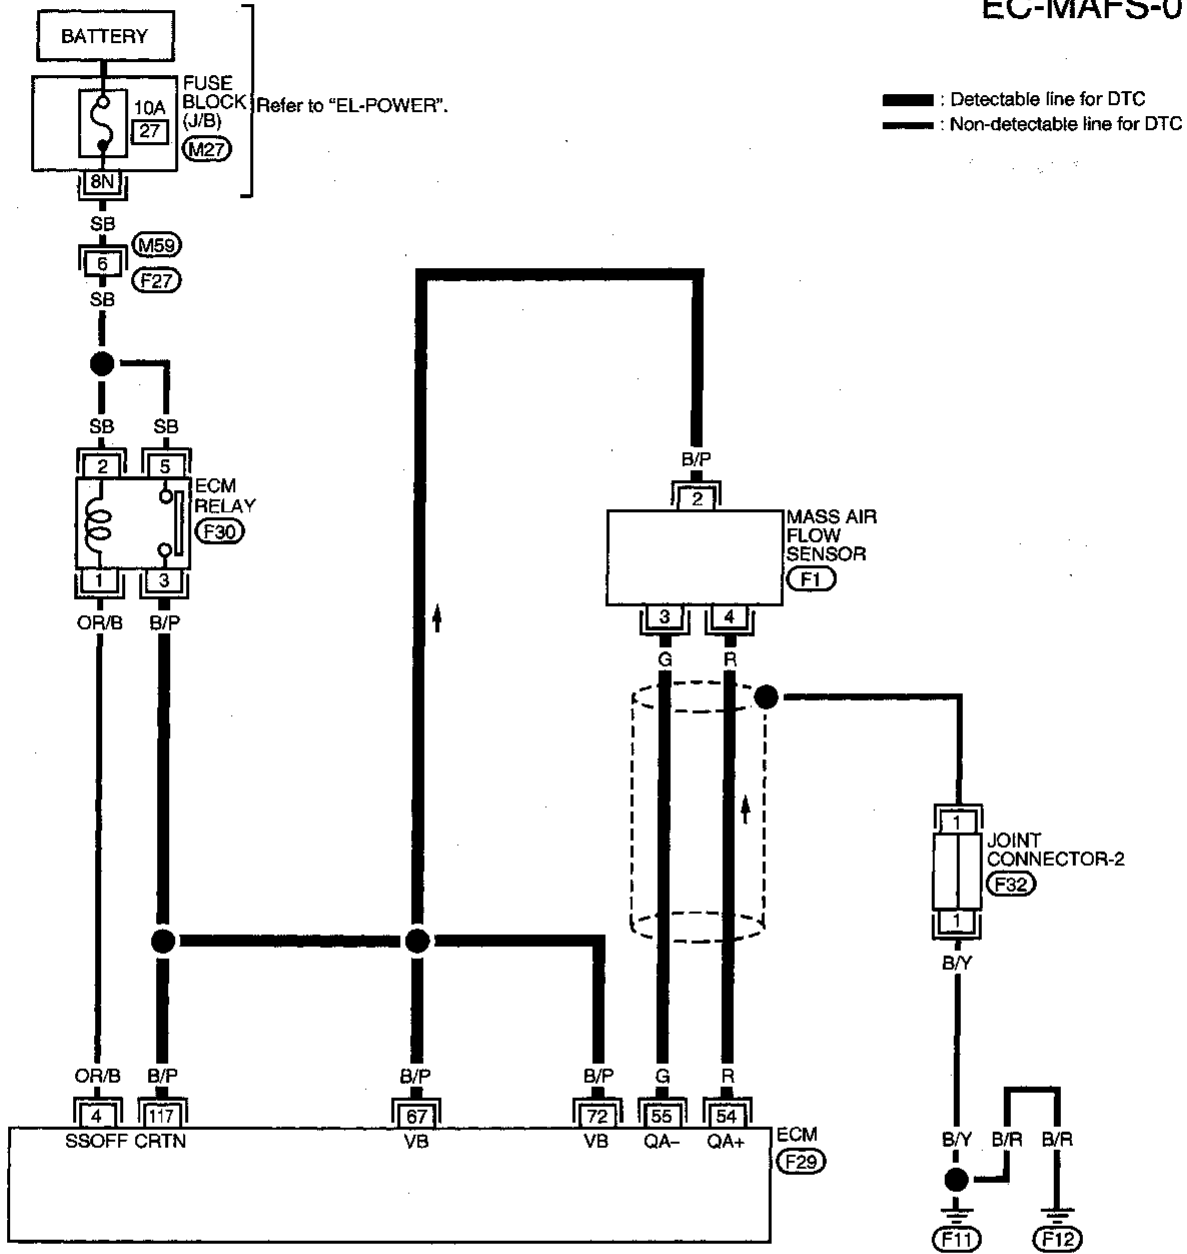 EC-MAFS-0
BATTERY
FUSE
BLOCK
(J/B)
M27
10A
27
Refer to "EL-POWER".
: Detectable line for DTC
: Non-detectable line for DTC
8N
SB
M59
6
F27
SB
SB SB
2 5
ECM
RELAY
F30
1 3
OR/B B/P
B/P
2
MASS AIR
FLOW
SENSOR
F1
3 4
G R
1
JOINT
CONNECTOR-2
F32
1
B/Y
OR/B B/P B/P B/P G R
4 117 67 72 55 54
SSOFF CRTN VB VB QA- QA+
ECM
F29
B/Y B/R B/R
F11 F12